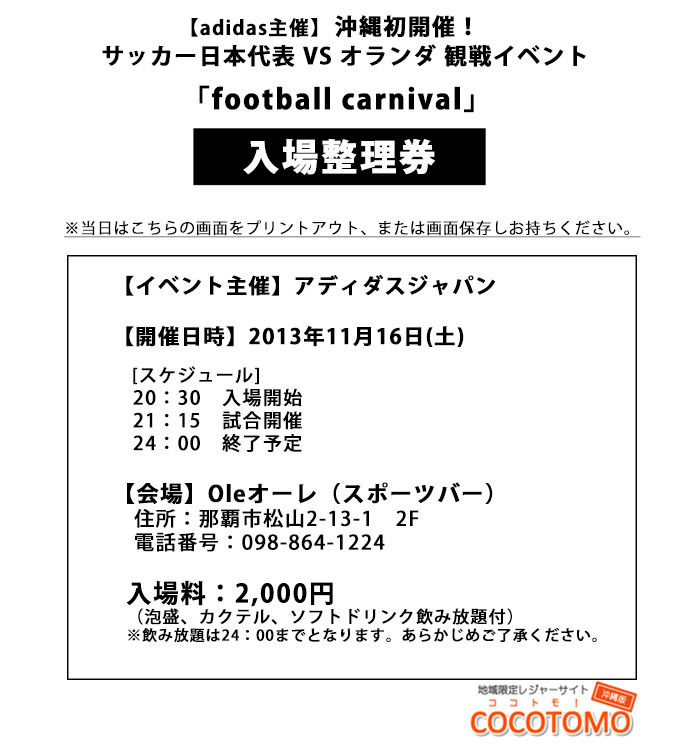 【adidas主催】沖縄初開催！
サッカー日本代表 VS オランダ 観戦イベント
「football carnival」
入場整理券
※当日はこちらの画面をプリントアウト、または画面保存しお持ちください。
【イベント主催】アディダスジャパン
【開催日時】2013年11月16日(土)
[スケジュール]
20：30　入場開始
21：15　試合開催
24：00　終了予定
【会場】Oleオーレ（スポーツバー）
住所：那覇市松山2-13-1　2F
電話番号：098-864-1224
入場料：2,000円
（泡盛、カクテル、ソフトドリンク飲み放題付）
※飲み放題は24：00までとなります。あらかじめご了承ください。
地域限定レジャーサイト
沖縄版
ココトモ！
COCOTOMO